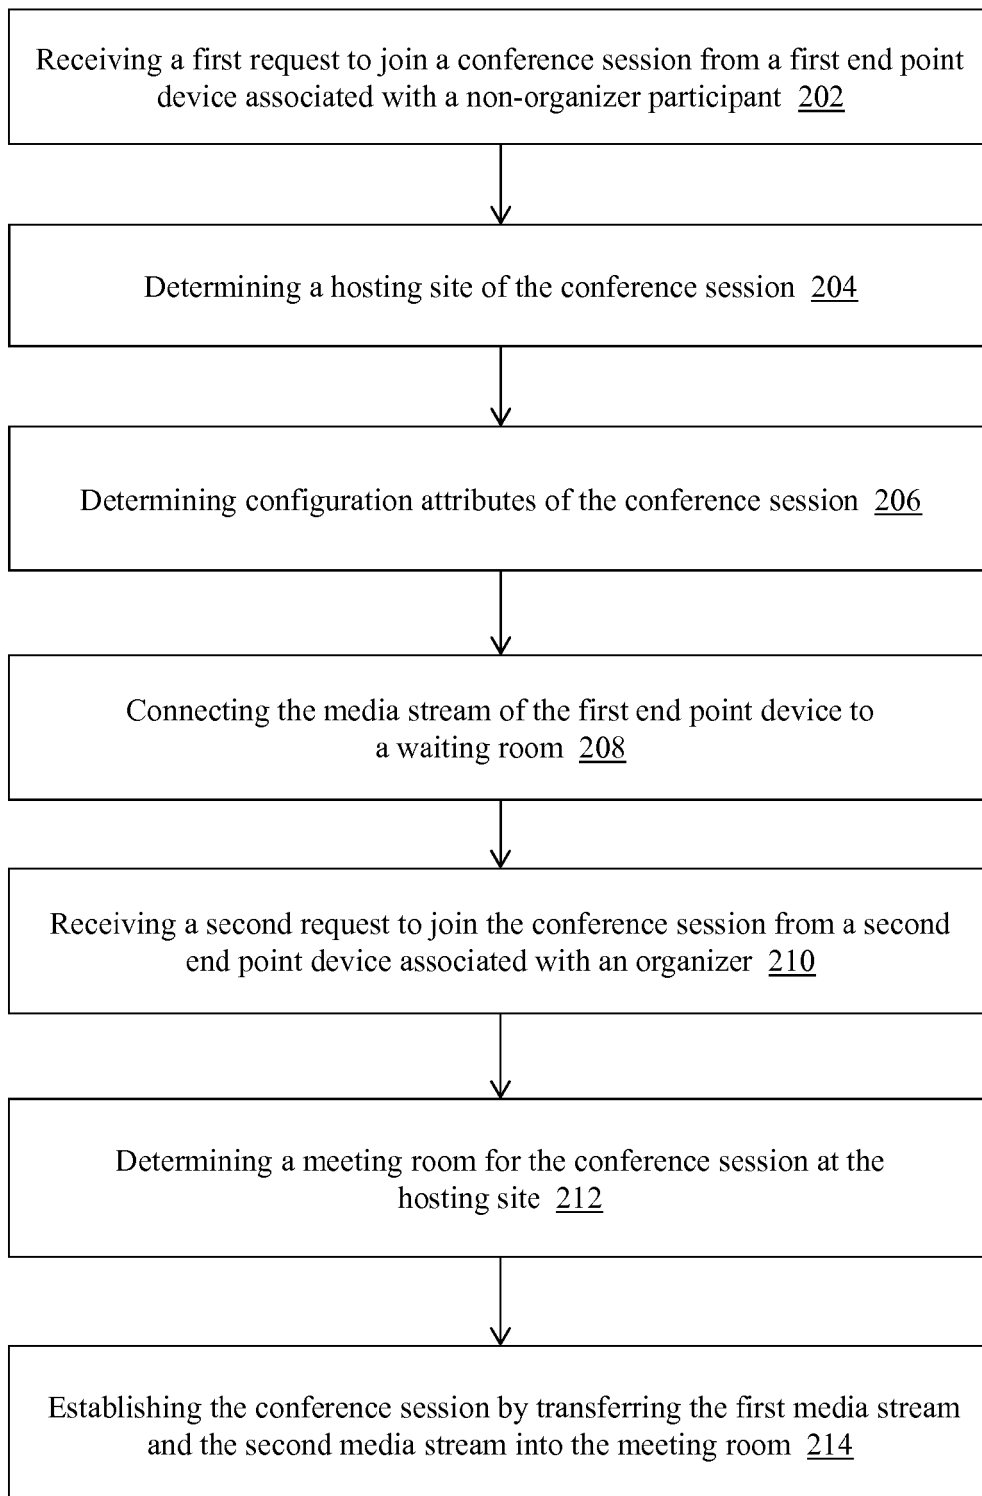 Receiving a first request to join a conference session from a first end point
device associated with a non-organizer participant 202
Determining a hosting site of the conference session 204
Determining configuration attributes of the conference session 206
Connecting the media stream of the first end point device to
a waiting room 208
Receiving a second request to join the conference session from a second
end point device associated with an organizer 210
Determining a meeting room for the conference session at the
hosting site 212
Establishing the conference session by transferring the first media stream
and the second media stream into the meeting room 214